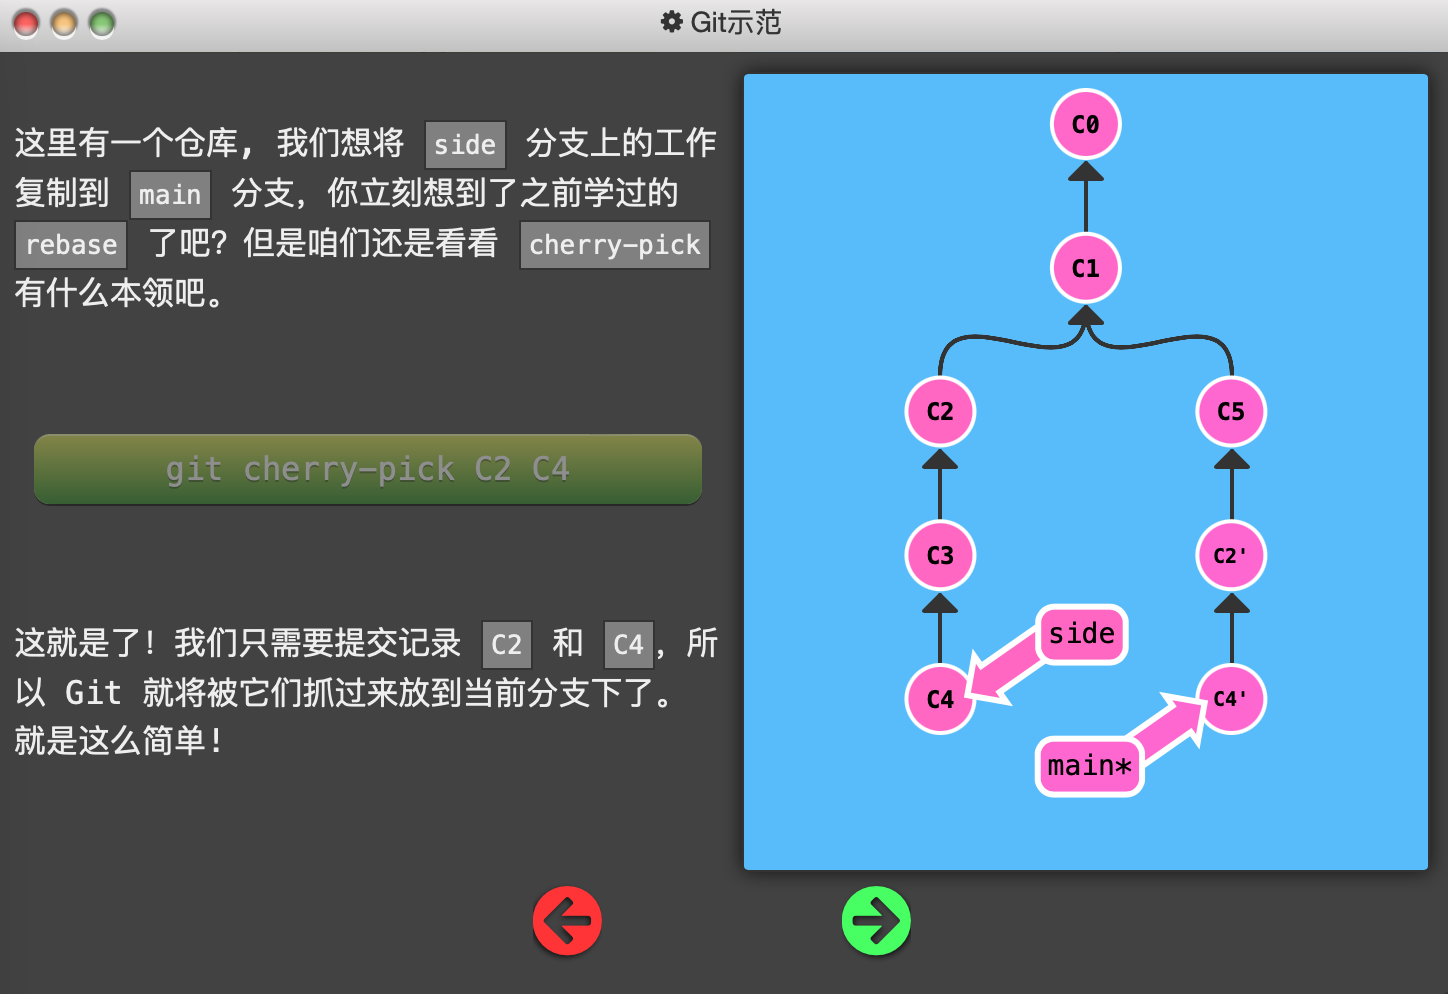 Git示范
这里有一个仓库, 我们想将 side 分支上的工作
复制到 main 分支，你立刻想到了之前学过的
rebase 了吧？但是咱们还是看看 cherry-pick
有什么本领吧。
git cherry-pick C2 C4
这就是了！我们只需要提交记录 C2 和 C4，所
以 Git 就将被它们抓过来放到当前分支下了。
就是这么简单!
C0
C1
C2
C5
C3
C2'
side
C4
C4'
main*